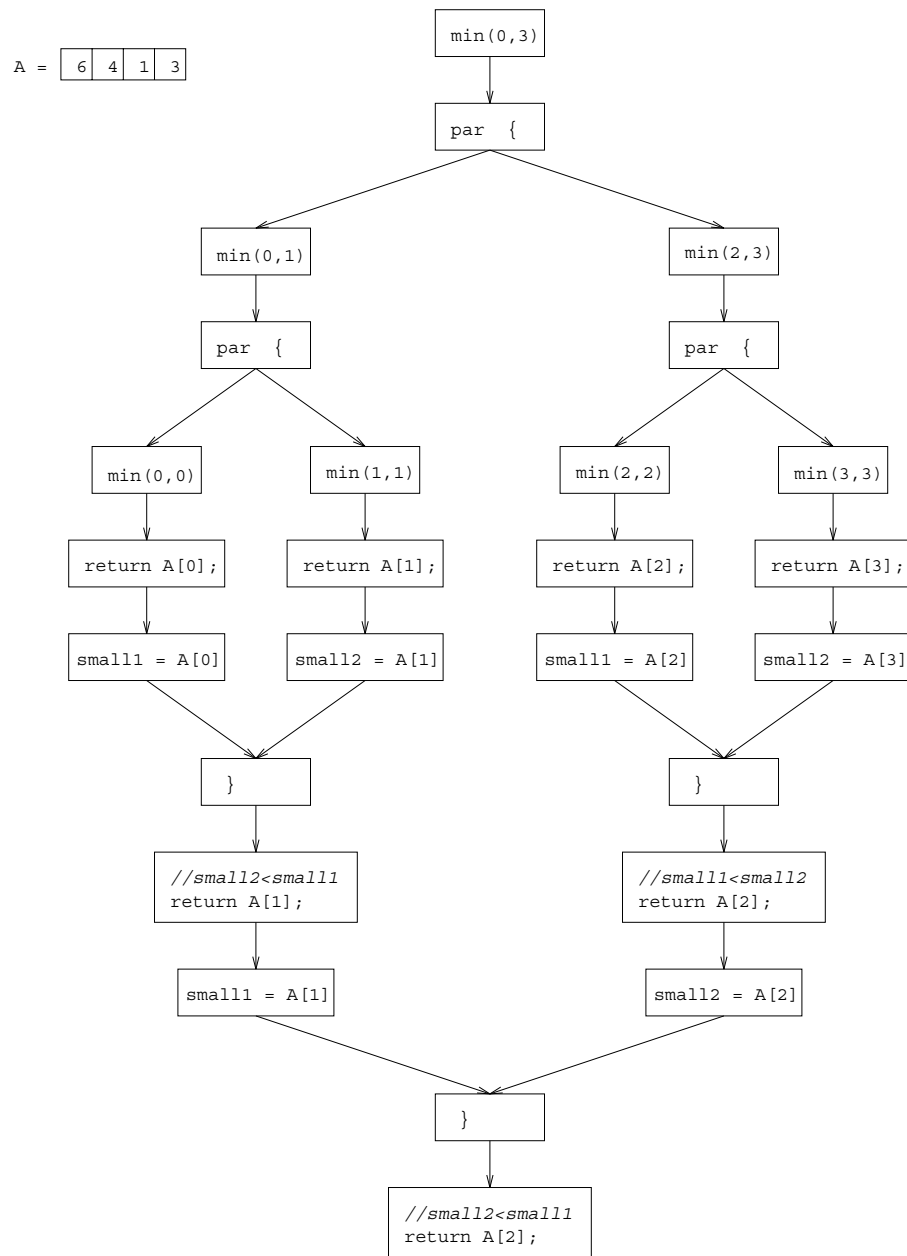 min(0,3)
A = 6 4 1 3
par {
min(0,1) min(2,3)
par { par {
min(0,0) min(1,1) min(2,2) min(3,3)
return A[0]; return A[1]; return A[2]; return A[3];
small1 = A[0] small2 = A[1] small1 = A[2] small2 = A[3]
} }
//small2<small1 //small1<small2
return A[1]; return A[2];
small1 = A[1] small2 = A[2]
}
//small2<small1
return A[2];